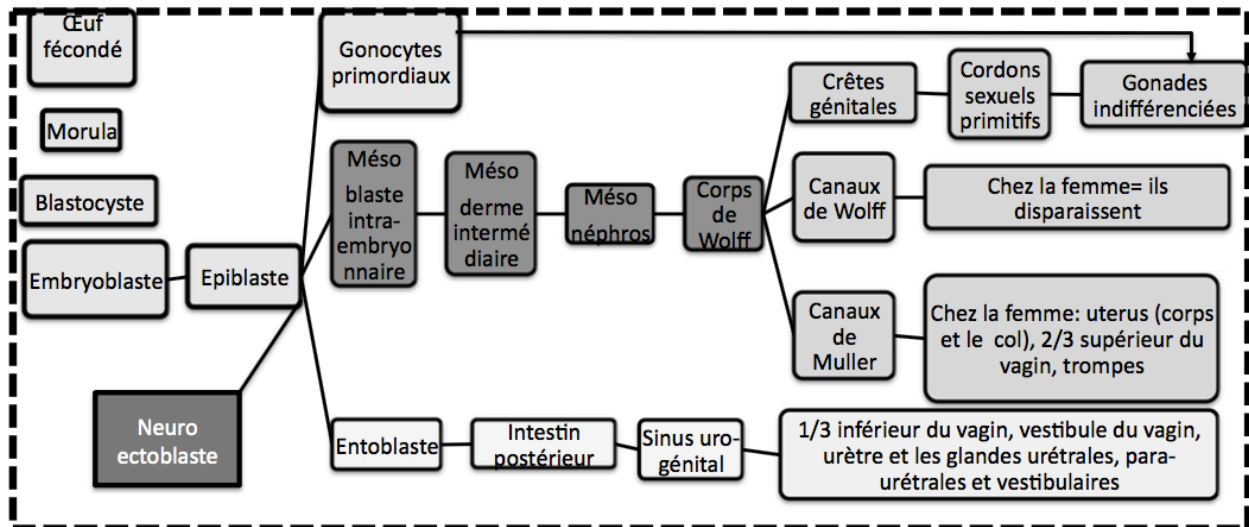 Œuf
fécondé
Morula
Blastocyste
Embryoblaste
Epiblaste
Neuro
ectoblaste
Gonocytes
primordiaux
Méso
blaste
intra-
embryo
nnaire
Méso
derme
intermé
diaire
Méso
néphros
Corps
de
Wolff
Crêtes
génitales
Cordons
sexuels
primitifs
Gonades
indifférenciées
Canaux
de Wolff
Chez la femme= ils
disparaissent
Canaux
de
Muller
Chez la femme: uterus (corps
et le col), 2/3 supérieur du
vagin, trompes
Entoblaste
Intestin
postérieur
Sinus uro-
génital
1/3 inférieur du vagin, vestibule du vagin,
urètre et les glandes urétrales, para-
urétrales et vestibulaires